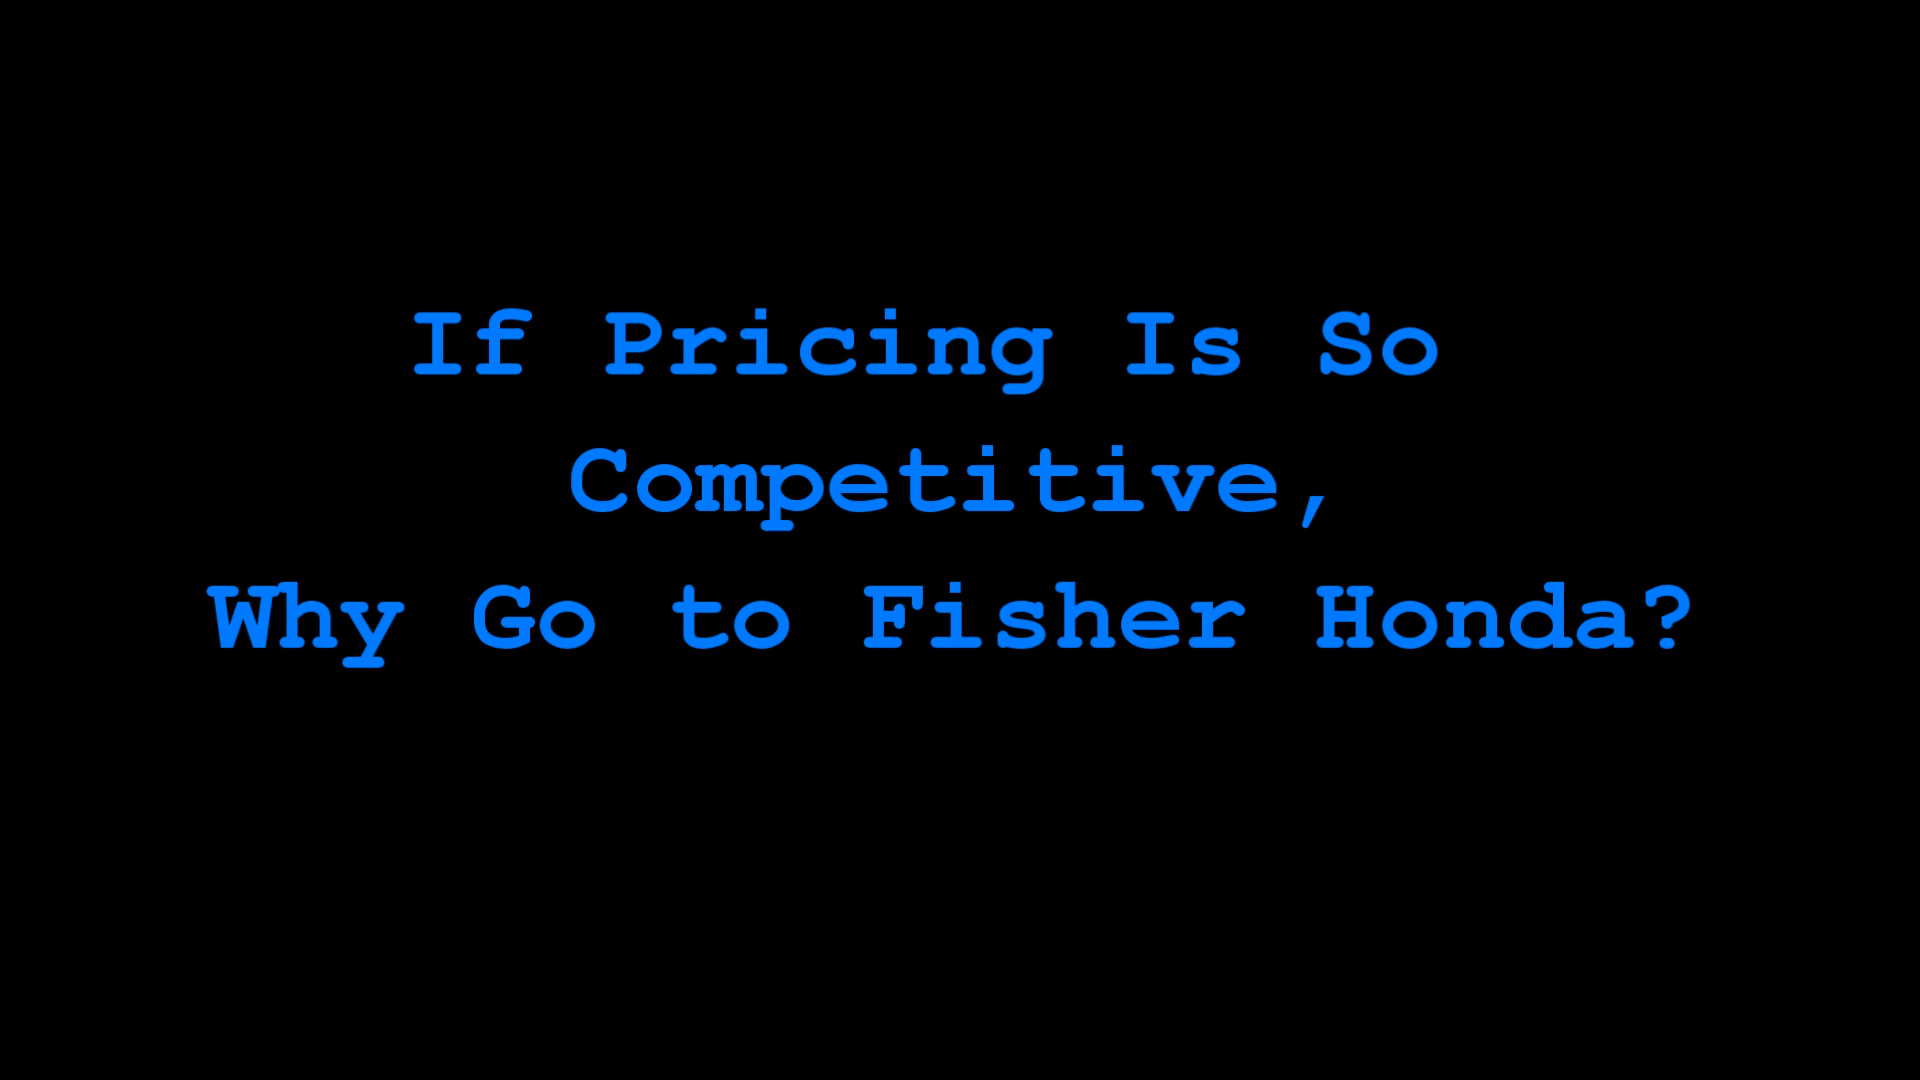 If Pricing Is So
Competitive,
Why Go to Fisher Honda?